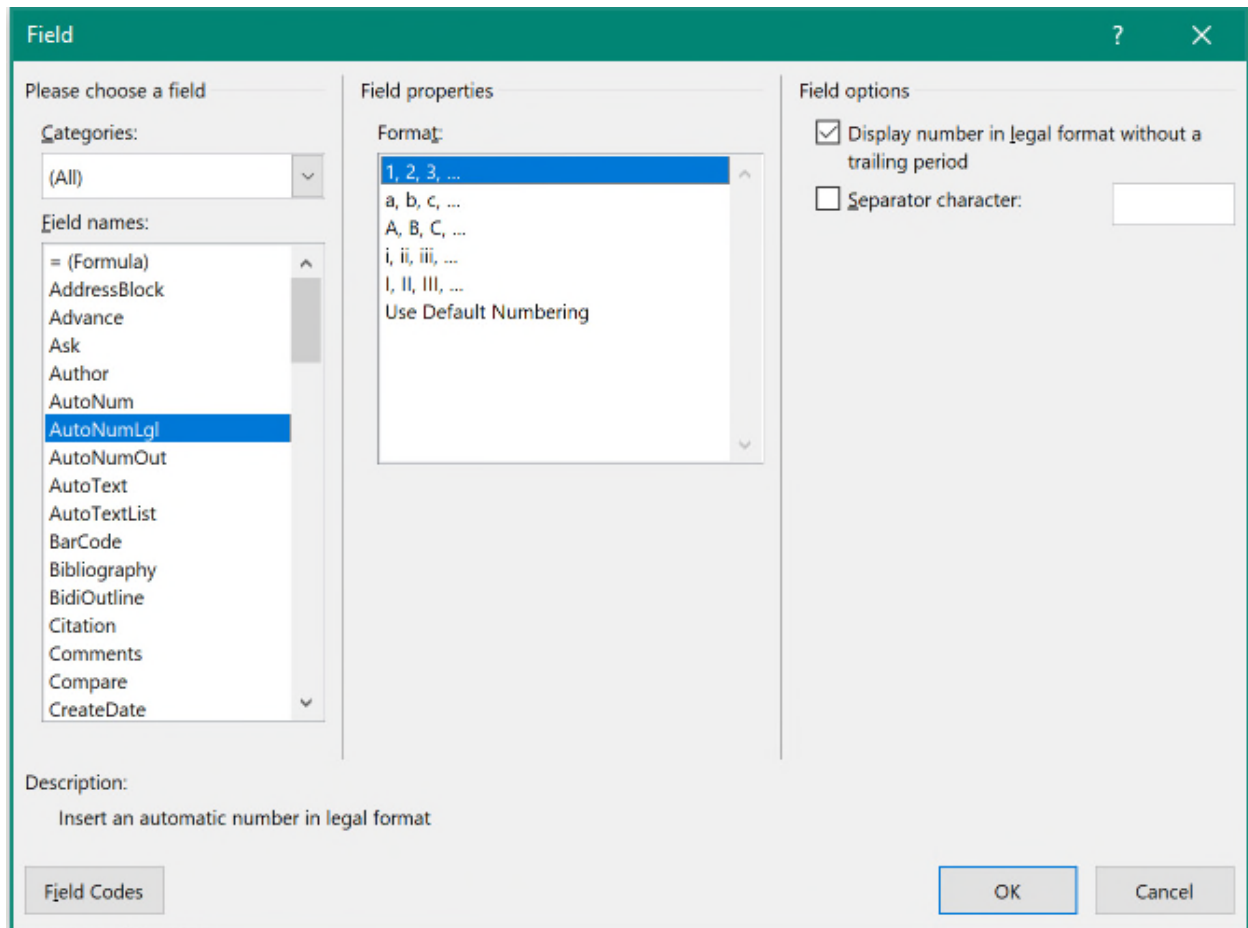 Field
?
Please choose a field
Categories:
(All)
Field names:
= (Formula)
AddressBlock
Advance
Ask
Author
AutoNum
AutoNumLgl
AutoNumOut
AutoText
AutoTextList
BarCode
Bibliography
BidiOutline
Citation
Comments
Compare
CreateDate
Field properties
Format:
1, 2, 3, ...
a, b, c, ...
A, B, C, ...
i, ii, iii, ...
I, II, III, ...
Use Default Numbering
Field options
Display number in legal format without a
trailing period
Separator character:
Description:
Insert an automatic number in legal format
Field Codes
OK
Cancel